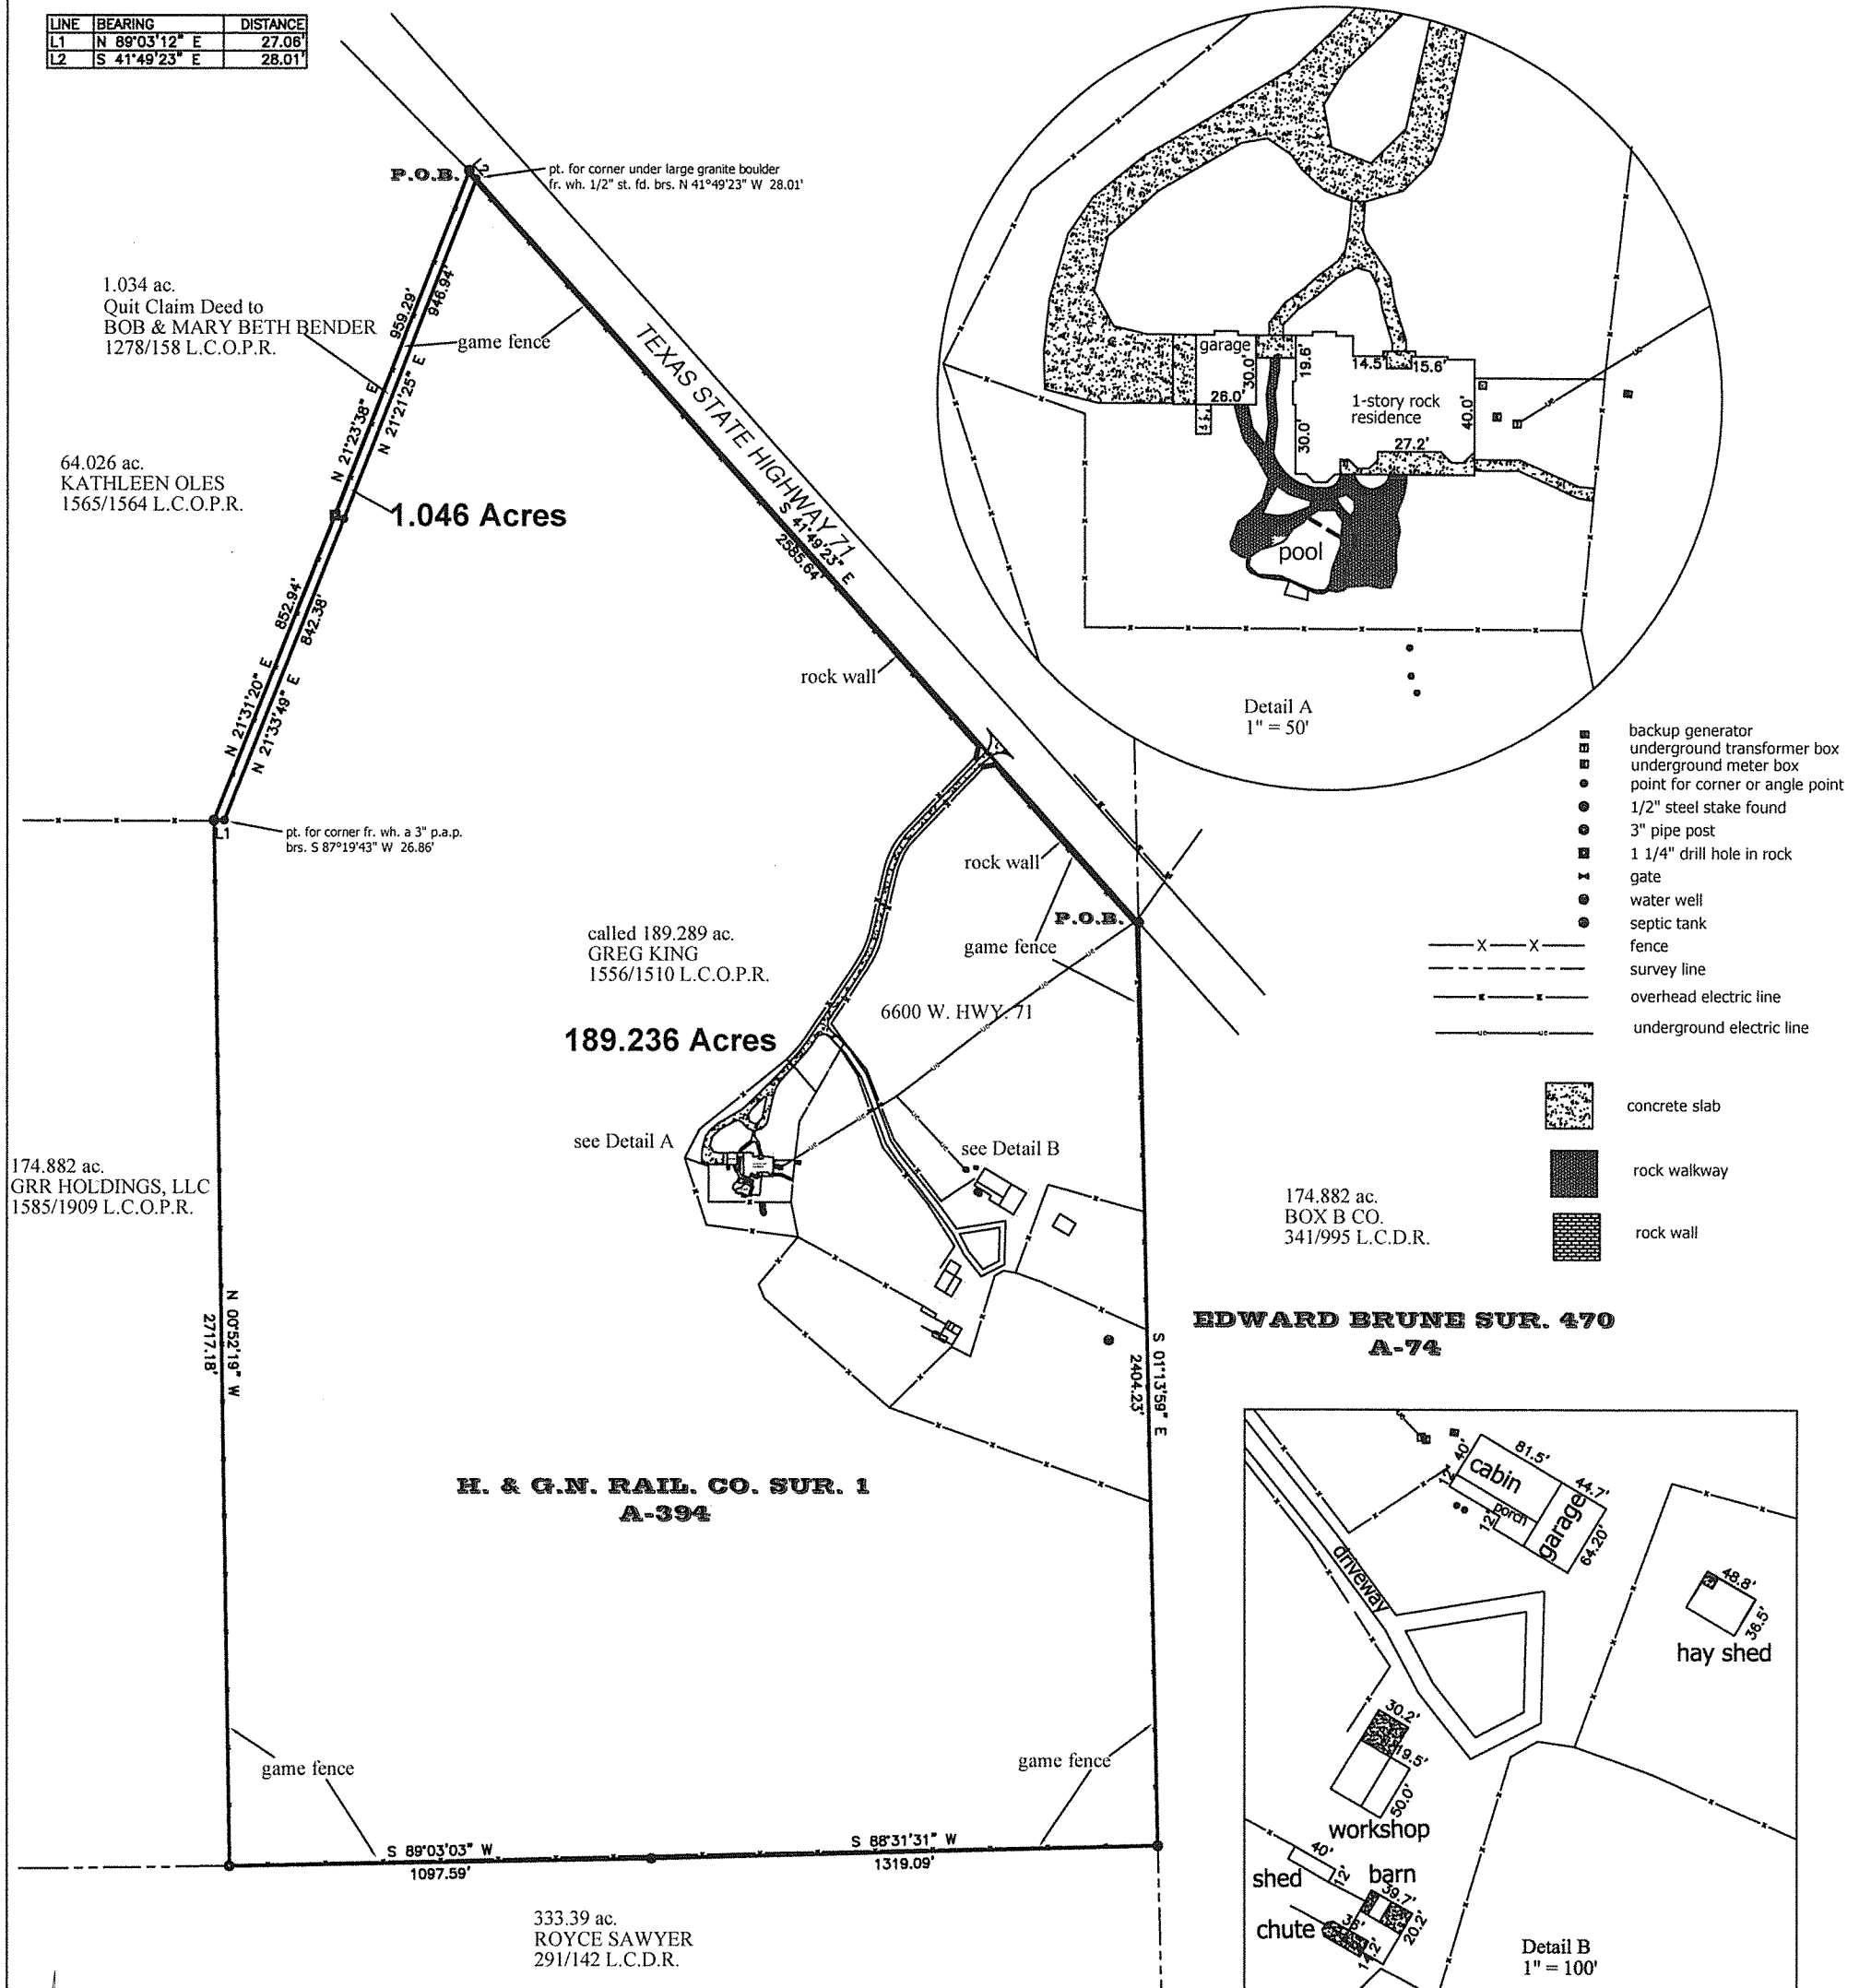 LINE BEARING DISTANCE
L1 N 89°03'12" E 27.06'
L2 S 41°49'23" E 28.01'
P.O.B.
L2
pt. for corner under large granite boulder
fr. wh. 1/2" st. fd. brs. N 41°49'23" W 28.01'
1.034 ac.
Quit Claim Deed to
BOB & MARY BETH BENDER
1278/158 L.C.O.P.R.
959.29'
946.94'
game fence
N 21°23'38" E
N 21°21'25" E
TEXAS STATE HIGHWAY 71
S 41°49'23" E
2585.64'
64.026 ac.
KATHLEEN OLES
1565/1564 L.C.O.P.R.
1.046 Acres
852.94'
842.38'
N 21°31'20" E
N 21°33'49" E
rock wall
L1
pt. for corner fr. wh. a 3" p.a.p.
brs. S 87°19'43" W 26.86'
garage
30.0'
26.0'
19.6'
14.5'
15.6'
1-story rock
residence
40.0'
30.0'
27.2'
pool
ue
ue
Detail A
1" = 50'
backup generator
underground transformer box
underground meter box
point for corner or angle point
1/2" steel stake found
3" pipe post
1 1/4" drill hole in rock
gate
water well
septic tank
fence
survey line
overhead electric line
underground electric line
concrete slab
rock walkway
rock wall
rock wall
P.O.B.
game fence
called 189.289 ac.
GREG KING
1556/1510 L.C.O.P.R.
6600 W. HWY. 71
189.236 Acres
see Detail A
see Detail B
174.882 ac.
GRR HOLDINGS, LLC
1585/1909 L.C.O.P.R.
174.882 ac.
BOX B CO.
341/995 L.C.D.R.
EDWARD BRUNE SUR. 470
A-74
N 00°52'19" W
2717.18'
S 01°13'59" E
2404.23'
H. & G.N. RAIL. CO. SUR. 1
A-394
game fence
game fence
S 89°03'03" W
1097.59'
S 88°31'31" W
1319.09'
333.39 ac.
ROYCE SAWYER
291/142 L.C.D.R.
40'
81.5'
cabin
44.7'
12'
porch
12'
garage
64.20'
driveway
48.8'
36.5'
hay shed
30.2'
19.5'
50.0'
workshop
40'
shed
12'
barn
39.7'
20.2'
chute
Detail B
1" = 100'